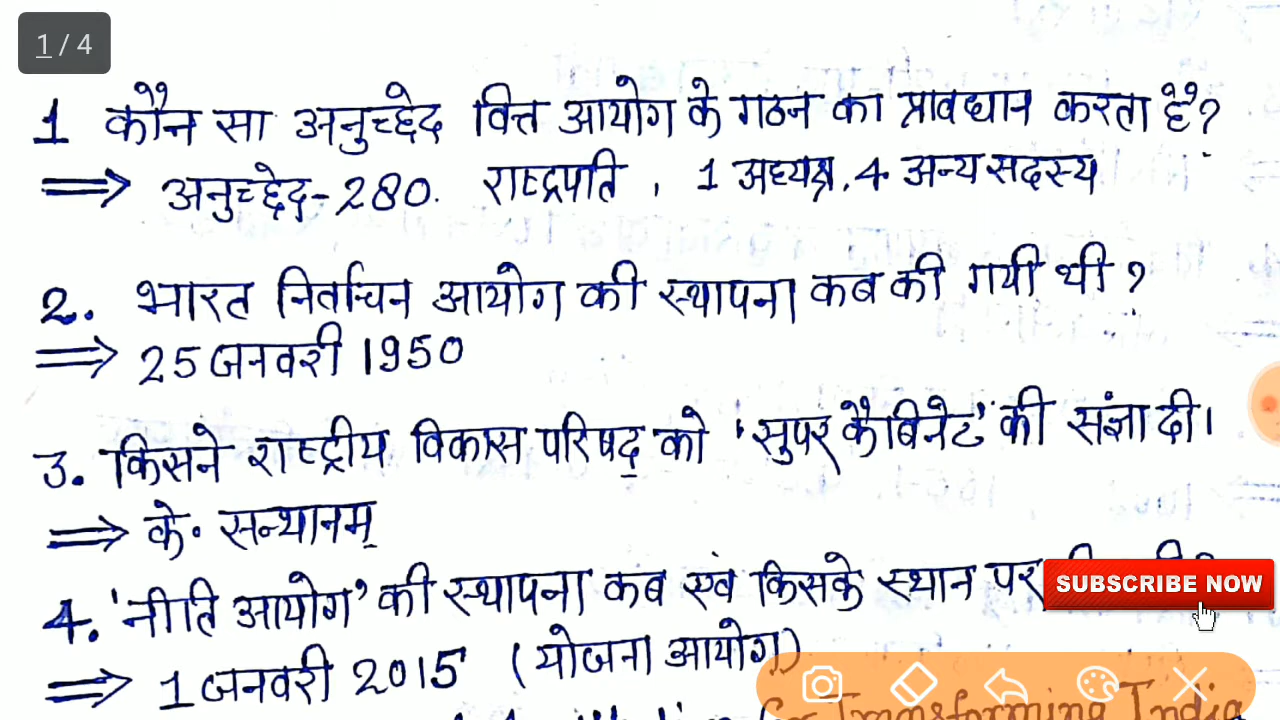 1 / 4
1 कौन सा अनुच्छेद वित्त आयोग के गठन का प्रावधान करता है?
⇒ अनुच्छेद-280. राष्ट्रपति , 1 अध्यक्ष, 4 अन्य सदस्य
2. भारत निर्वाचन आयोग की स्थापना कब की गयी थी ?
⇒ 25 जनवरी 1950
3. किसने राष्ट्रीय विकास परिषद् को 'सुपर कैबिनेट' की संज्ञा दी।
⇒ के. सन्थानम्
4. 'नीति आयोग' की स्थापना कब एवं किसके स्थान पर
SUBSCRIBE NOW
⇒ 1 जनवरी 2015 (योजना आयोग)
Transforming India